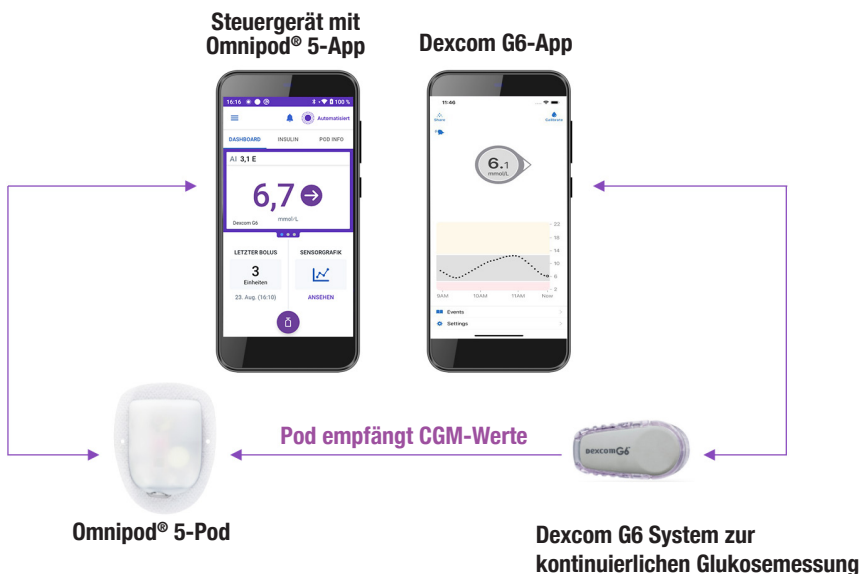 Steuergerät mit
Omnipod® 5-App
Dexcom G6-App
16:16
100 %
Automatisiert
DASHBOARD INSULIN POD INFO
AI 3,1 E
6,7
mmol/L
Dexcom G6
LETZTER BOLUS SENSORGRAFIK
3
Einheiten
23. Aug. (16:10) ANSEHEN
11:46
Share Calibrate
6.1
mmol/L
22
18
14
10
6
2
9AM 10AM 11AM Now
Events
Settings
Pod empfängt CGM-Werte
Dexcom G6
Omnipod® 5-Pod
Dexcom G6 System zur
kontinuierlichen Glukosemessung